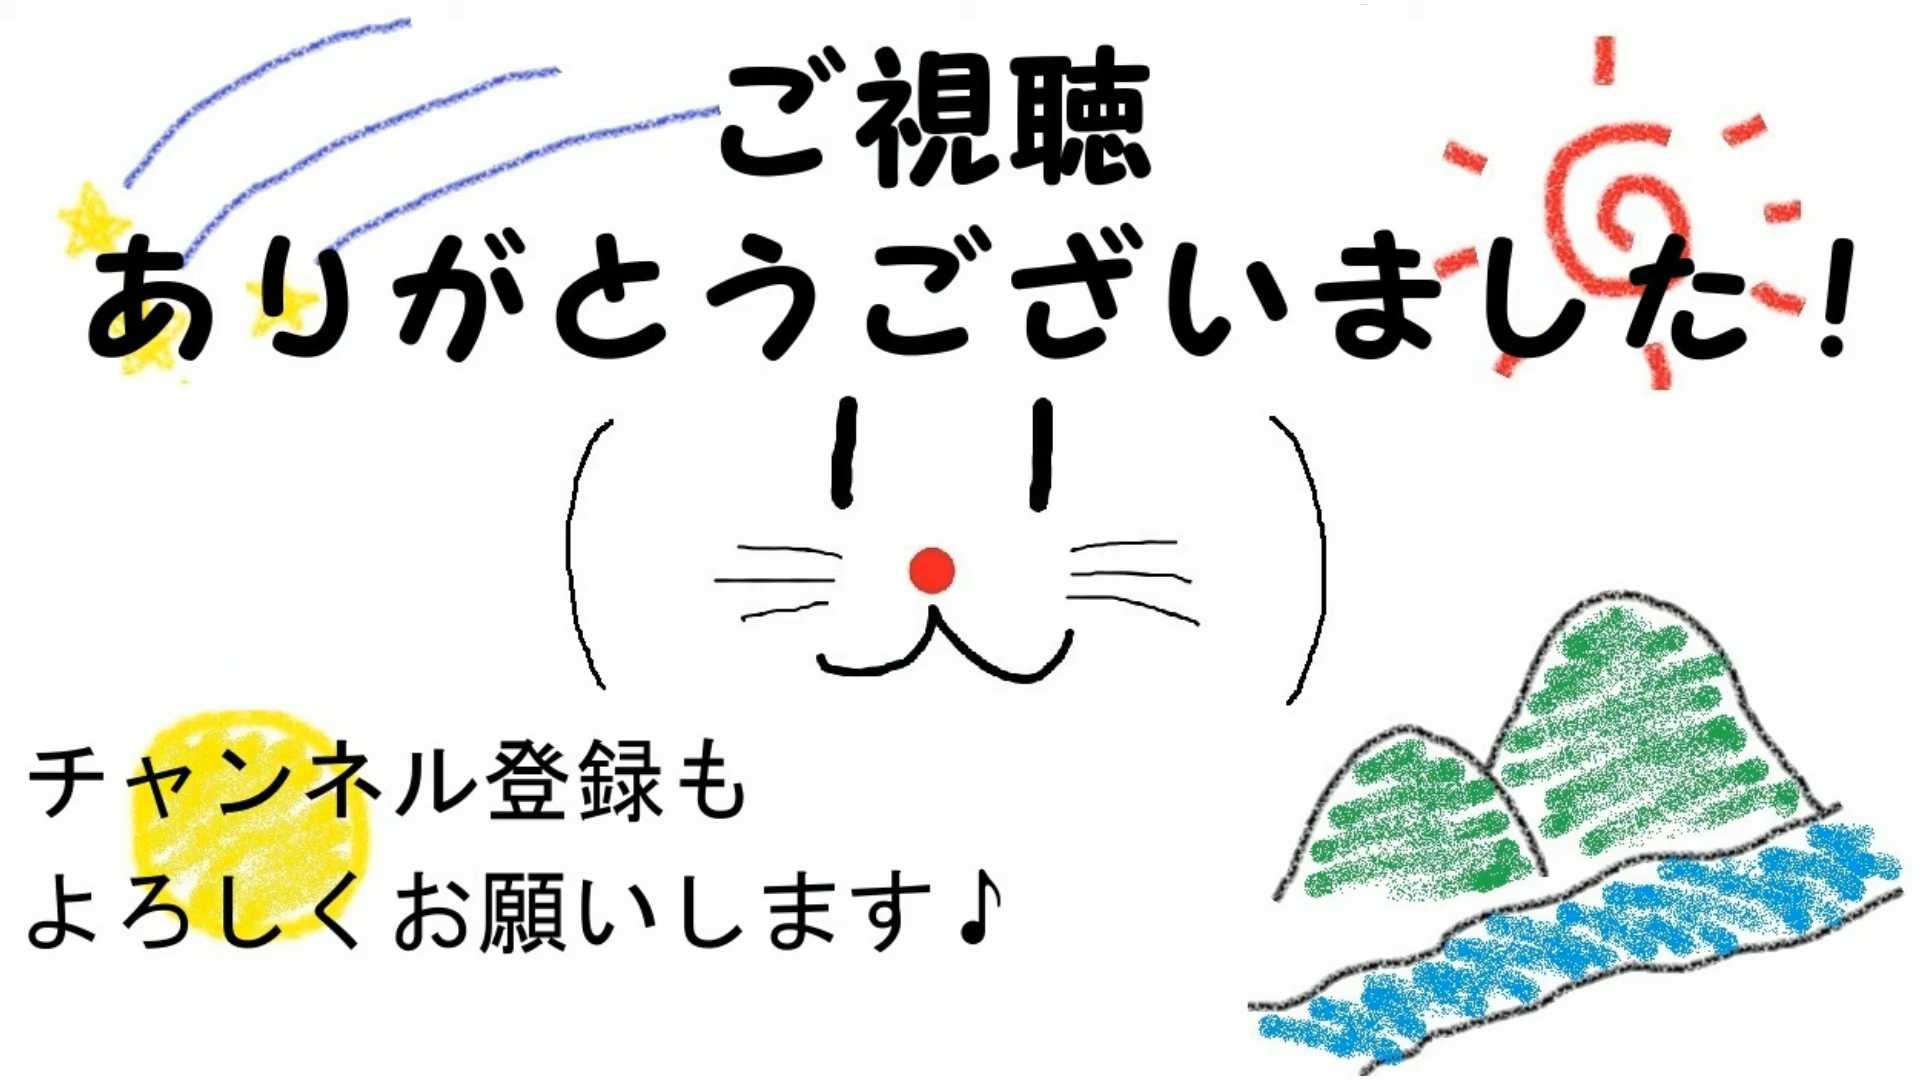 ご視聴
ありがとうございました!
チャンネル登録も
よろしくお願いします♪